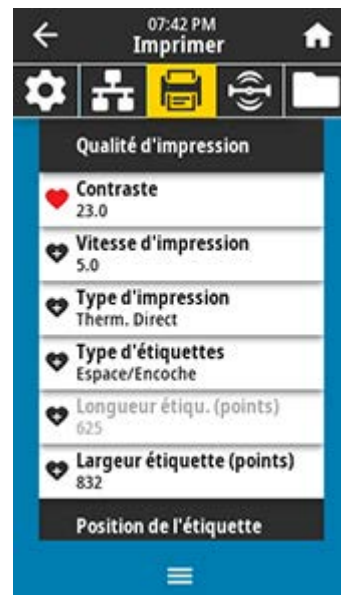 07:42 PM
Imprimer
Qualité d'impression
Contraste
23.0
Vitesse d'impression
5.0
Type d'impression
Therm. Direct
Type d'étiquettes
Espace/Encoche
Longueur étiqu. (points)
625
Largeur étiquette (points)
832
Position de l'étiquette